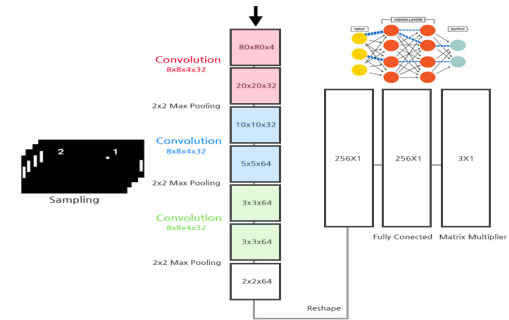 INPUT
HIDDEN LAYERS
OUTPUT
80x80x4
Convolution
8x8x4x32
20x20x32
2x2 Max Pooling
10x10x32
Convolution
8x8x4x32
5x5x64
2x2 Max Pooling
3x3x64
Convolution
8x8x4x32
3x3x64
2x2 Max Pooling
2x2x64
2
1
Sampling
256X1
256X1
3X1
Fully Conected
Matrix Multiplier
Reshape